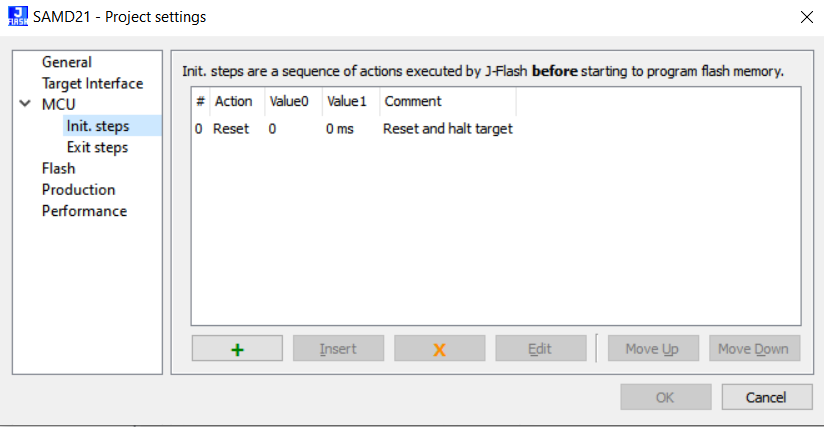 SAMD21 - Project settings
General
Target Interface
MCU
Init. steps
Exit steps
Flash
Production
Performance
Init. steps are a sequence of actions executed by J-Flash before starting to program flash memory.
# Action Value0 Value1 Comment
0 Reset 0 0 ms Reset and halt target
+ Insert X Edit Move Up Move Down
OK Cancel